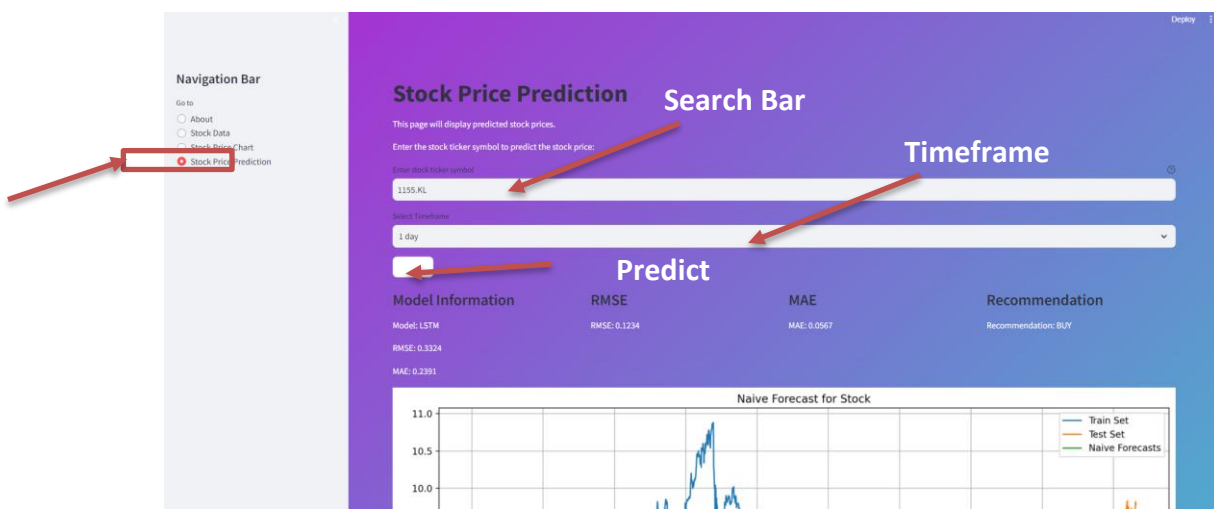 Deploy
Navigation Bar
Go to
About
Stock Data
Stock Price Chart
Stock Price Prediction
Stock Price Prediction
Search Bar
This page will display predicted stock prices.
Enter the stock ticker symbol to predict the stock price:
Timeframe
Enter stock ticker symbol
1155.KL
Select Timeframe
1 day
Predict
Model Information
RMSE
MAE
Recommendation
Model: LSTM
RMSE: 0.1234
MAE: 0.0567
Recommendation: BUY
RMSE: 0.3324
MAE: 0.2391
Naive Forecast for Stock
11.0
10.5
10.0
Train Set
Test Set
Naive Forecasts